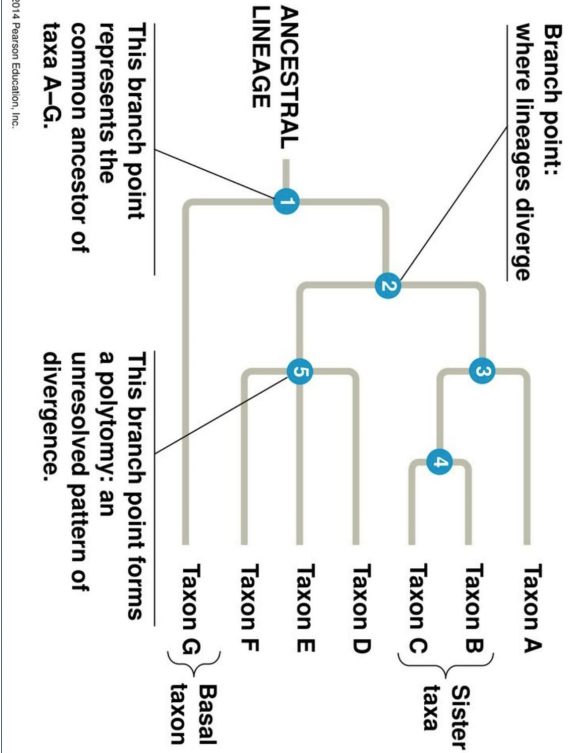 Branch point:
where lineages diverge
ANCESTRAL
LINEAGE
1
2
3
4
5
Taxon A
Taxon B
Taxon C
Taxon D
Taxon E
Taxon F
Taxon G
Sister
taxa
Basal
taxon
This branch point
represents the
common ancestor of
taxa A–G.
This branch point forms
a polytomy: an
unresolved pattern of
divergence.
2014 Pearson Education, Inc.